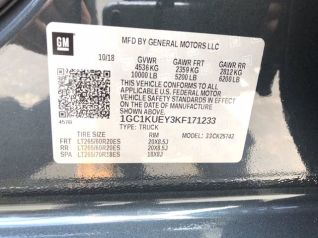 GM
MFD BY GENERAL MOTORS LLC
10/18
GVWR GAWR FRT GAWR RR
4536 KG 2359 KG 2812 KG
10000 LB 5200 LB 6200 LB
THIS VEHICLE CONFORMS TO ALL
APPLICABLE U.S.
FEDERAL MOTOR VEHICLE SAFETY
STANDARDS IN EFFECT ON THE DATE OF
MANUFACTURE SHOWN ABOVE.
1GC1KUEY3KF171233
TYPE: TRUCK
TIRE SIZE RIM MODEL: 
FRT LT265/60R20ES 20X8.5J
RR LT265/60R20ES 20X8.5J
SPA LT265/70R18ES 18X8J